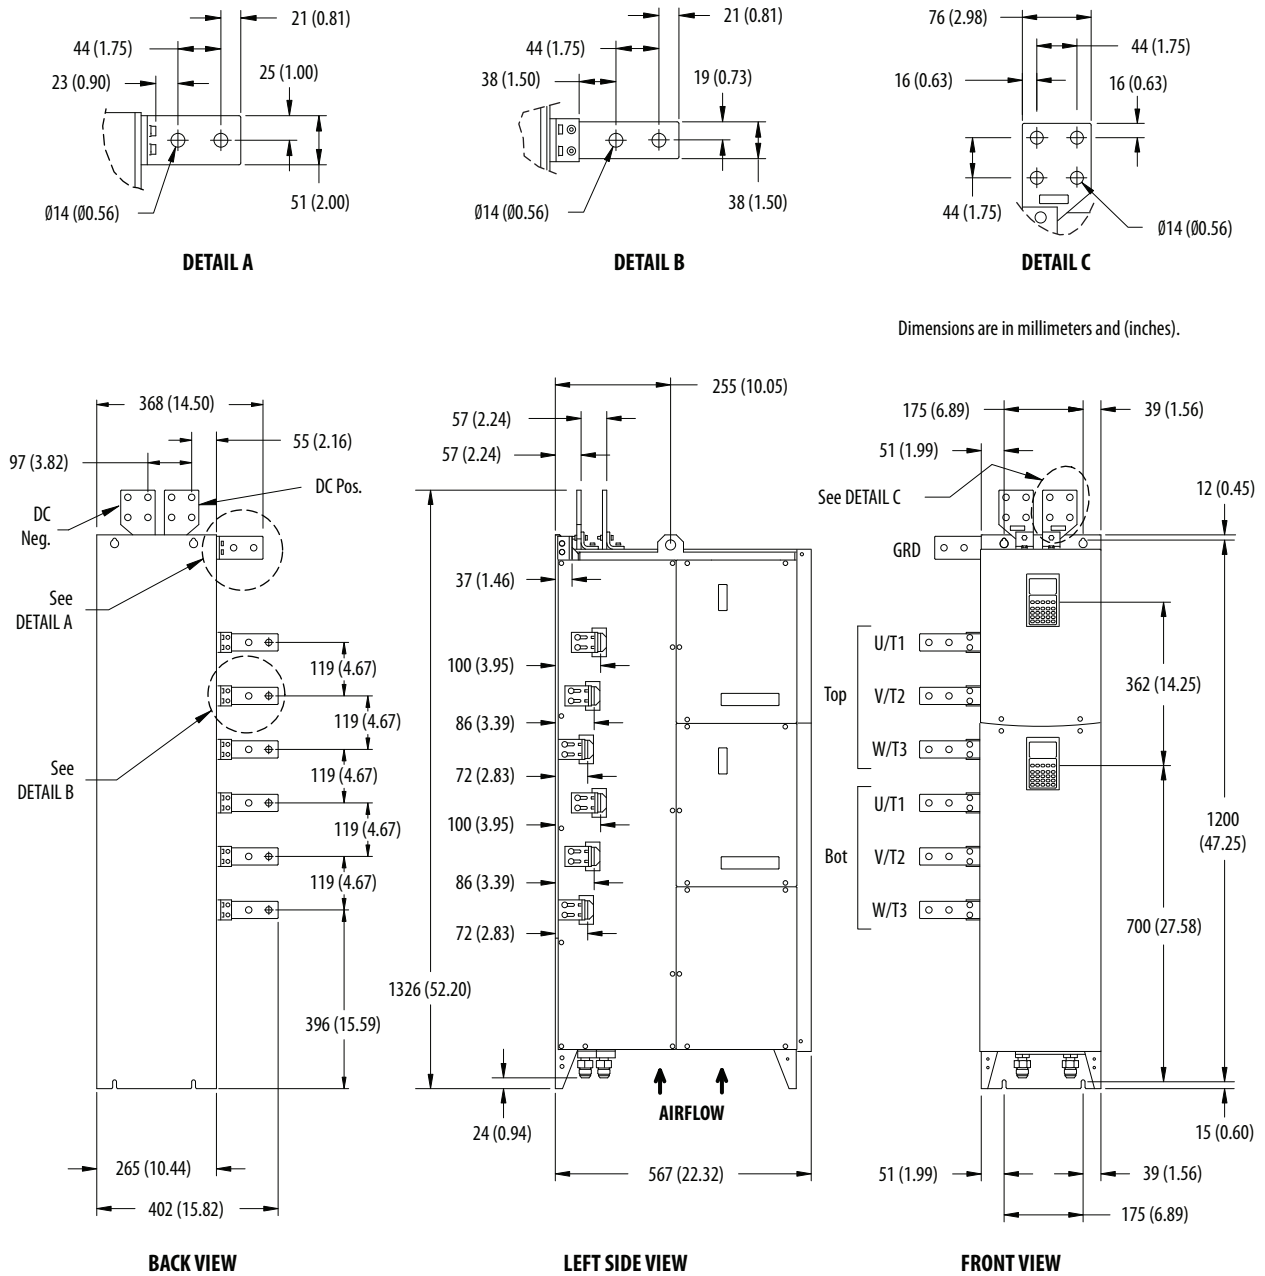 21 (0.81)
44 (1.75)
23 (0.90)
25 (1.00)
51 (2.00)
Ø14 (Ø0.56)
DETAIL A
21 (0.81)
44 (1.75)
38 (1.50)
19 (0.73)
38 (1.50)
Ø14 (Ø0.56)
DETAIL B
76 (2.98)
44 (1.75)
16 (0.63)
16 (0.63)
44 (1.75)
Ø14 (Ø0.56)
DETAIL C
Dimensions are in millimeters and (inches).
368 (14.50)
55 (2.16)
97 (3.82)
DC Pos.
DC
Neg.
See
DETAIL A
119 (4.67)
119 (4.67)
See
DETAIL B
119 (4.67)
119 (4.67)
119 (4.67)
396 (15.59)
265 (10.44)
402 (15.82)
BACK VIEW
255 (10.05)
57 (2.24)
57 (2.24)
37 (1.46)
100 (3.95)
86 (3.39)
72 (2.83)
100 (3.95)
86 (3.39)
72 (2.83)
1326 (52.20)
24 (0.94)
AIRFLOW
567 (22.32)
LEFT SIDE VIEW
175 (6.89)
39 (1.56)
51 (1.99)
See DETAIL C
12 (0.45)
GRD
Top
U/T1
V/T2
W/T3
362 (14.25)
Bot
U/T1
V/T2
W/T3
1200
(47.25)
700 (27.58)
15 (0.60)
51 (1.99)
39 (1.56)
175 (6.89)
FRONT VIEW